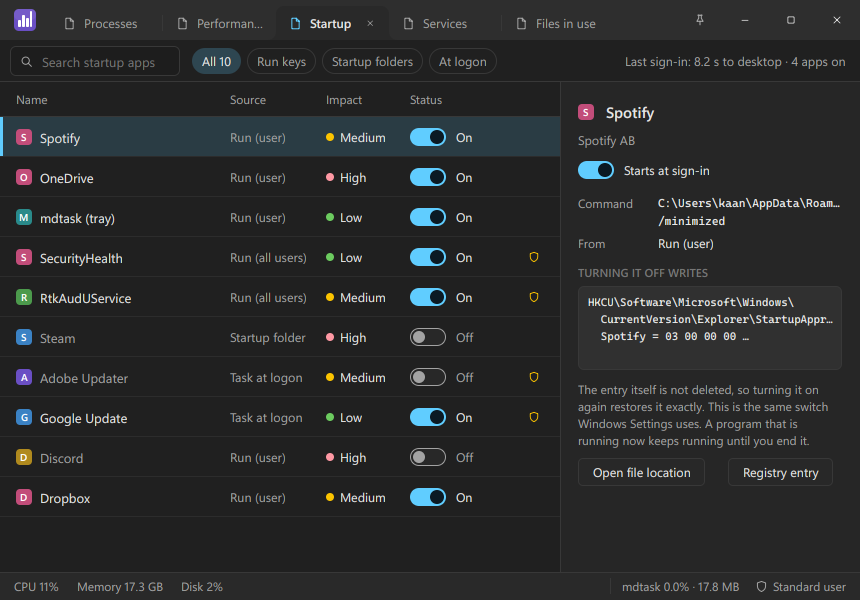 Processes
Performan...
Startup
Services
Files in use
Search startup apps
All 10
Run keys
Startup folders
At logon
Last sign-in: 8.2 s to desktop · 4 apps on
Name Source Impact Status
S Spotify Run (user) Medium On
O OneDrive Run (user) High On
M mdtask (tray) Run (user) Low On
S SecurityHealth Run (all users) Low On
R RtkAudUService Run (all users) Medium On
S Steam Startup folder High Off
A Adobe Updater Task at logon Medium Off
G Google Update Task at logon Low On
D Discord Run (user) High Off
D Dropbox Run (user) Medium On
S Spotify
Spotify AB
Starts at sign-in
Command C:\Users\kaan\AppData\Roam…
/minimized
From Run (user)
TURNING IT OFF WRITES
HKCU\Software\Microsoft\Windows\
CurrentVersion\Explorer\StartupAppr…
Spotify = 03 00 00 00 …
The entry itself is not deleted, so turning it on
again restores it exactly. This is the same switch
Windows Settings uses. A program that is
running now keeps running until you end it.
Open file location
Registry entry
CPU 11% Memory 17.3 GB Disk 2%
mdtask 0.0% · 17.8 MB Standard user